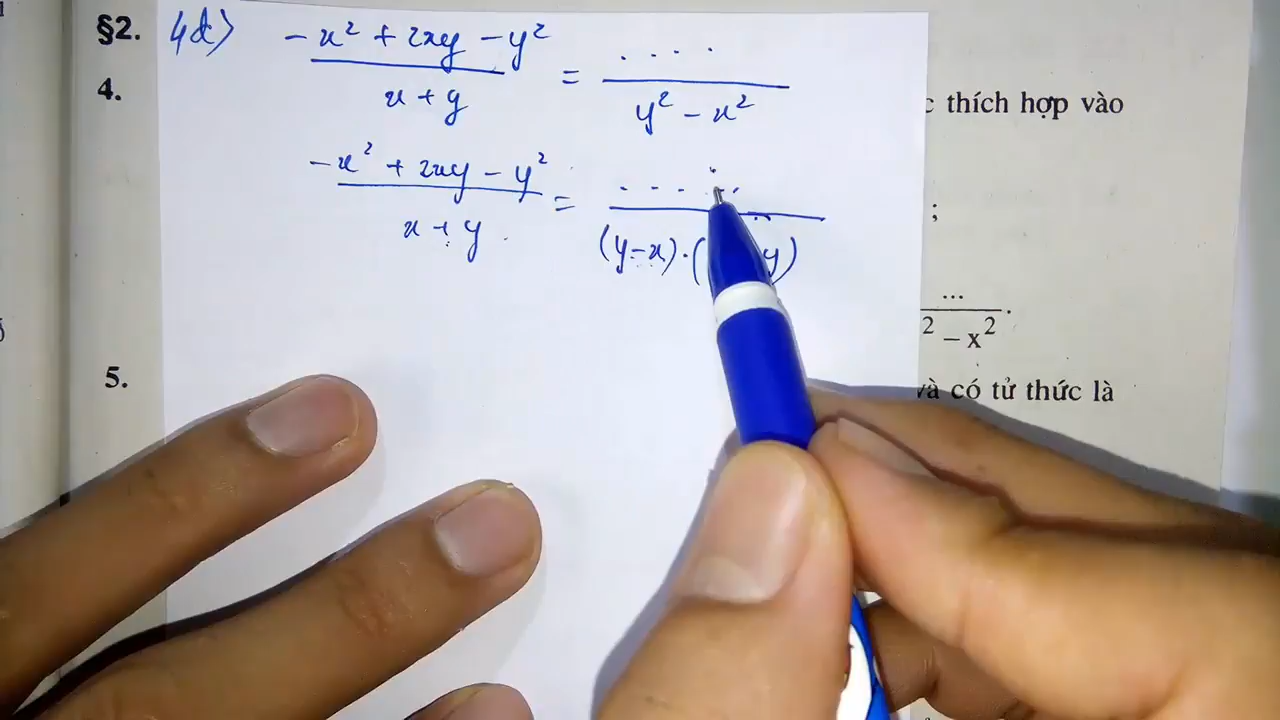 §2. 4d) -x² + 2xy - y² / x + y = .... / y² - x²
4. c thích hợp vào
-x² + 2xy - y² / x + y = ...... / (y-x).( y)
;
... / ² - x².
5. và có tử thức là